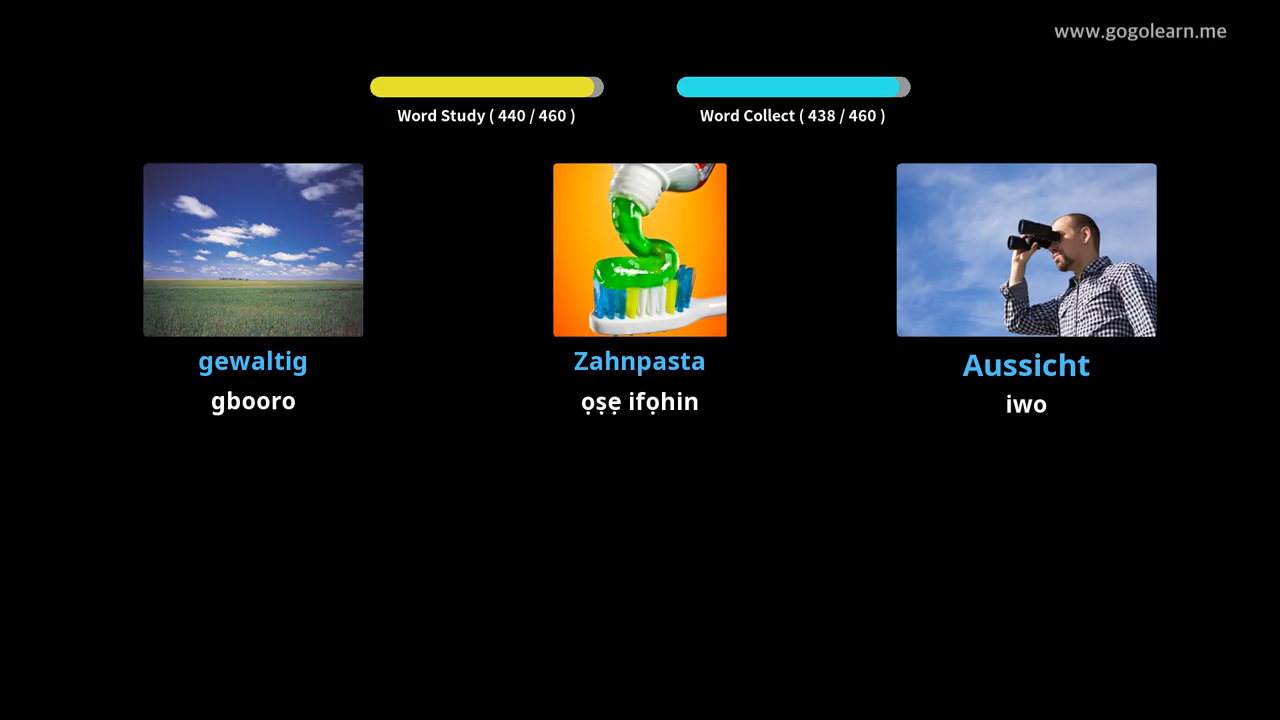 www.gogolearn.me
Word Study ( 440 / 460 )
Word Collect ( 438 / 460 )
gewaltig
gbooro
Zahnpasta
ọṣẹ ifọhin
Aussicht
iwo